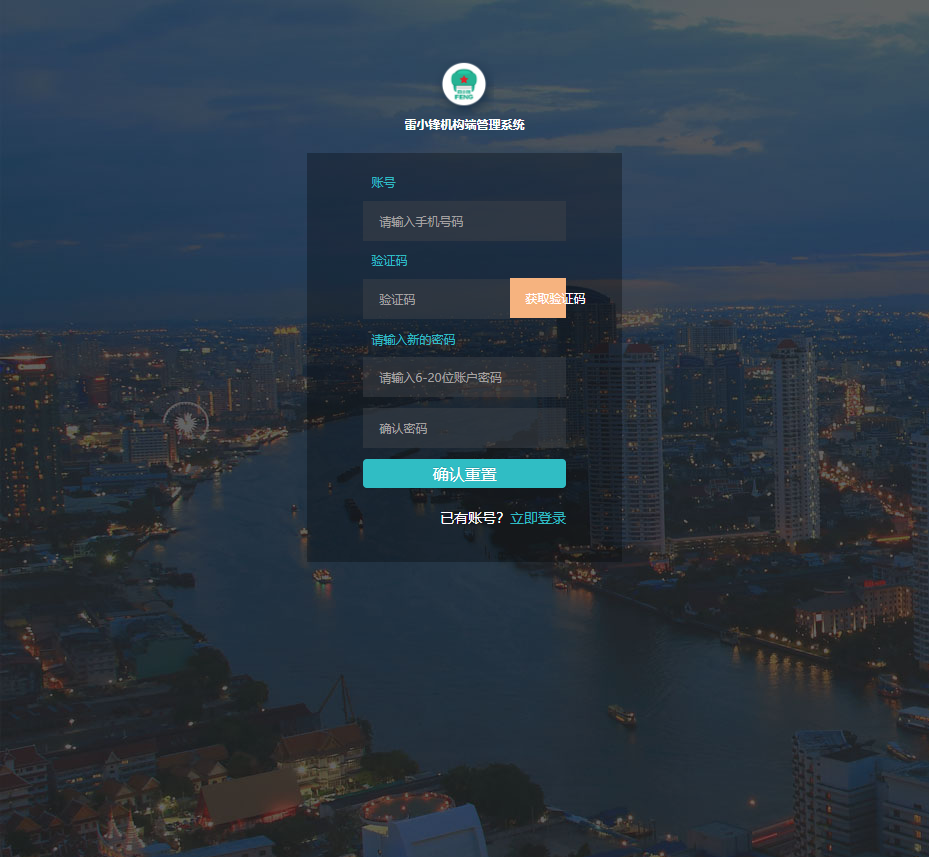 雷小锋机构端管理系统
账号
请输入手机号码
验证码
验证码
获取验证码
请输入新的密码
请输入6-20位账户密码
确认密码
确认重置
已有账号？立即登录